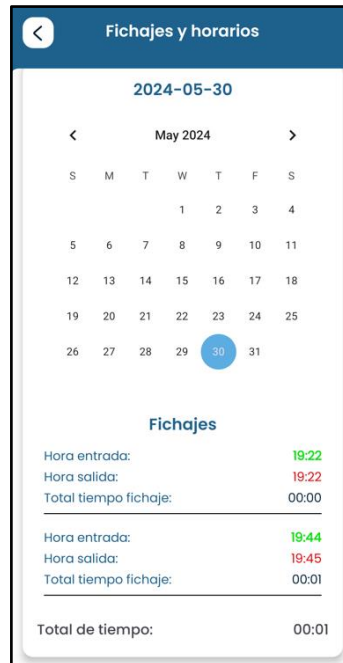 Fichajes y horarios
2024-05-30
May 2024
S M T W T F S
1 2 3 4
5 6 7 8 9 10 11
12 13 14 15 16 17 18
19 20 21 22 23 24 25
26 27 28 29 30 31
Fichajes
Hora entrada: 19:22
Hora salida: 19:22
Total tiempo fichaje: 00:00
Hora entrada: 19:44
Hora salida: 19:45
Total tiempo fichaje: 00:01
Total de tiempo: 00:01